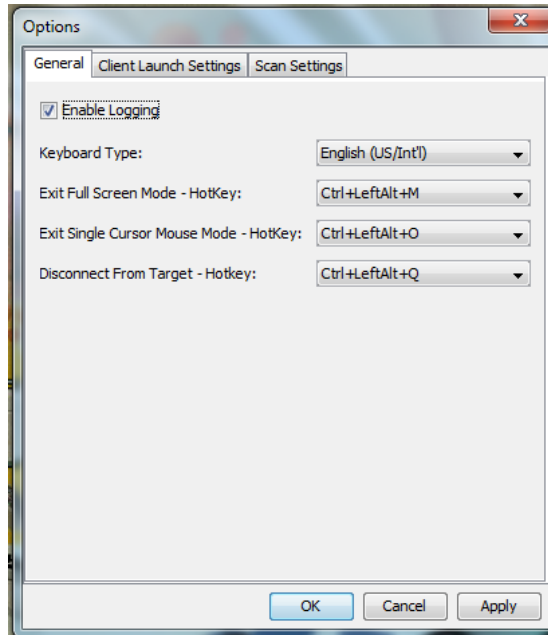 Options
General Client Launch Settings Scan Settings
Enable Logging
Keyboard Type: English (US/Int'l)
Exit Full Screen Mode - HotKey: Ctrl+LeftAlt+M
Exit Single Cursor Mouse Mode - HotKey: Ctrl+LeftAlt+O
Disconnect From Target - Hotkey: Ctrl+LeftAlt+Q
OK Cancel Apply